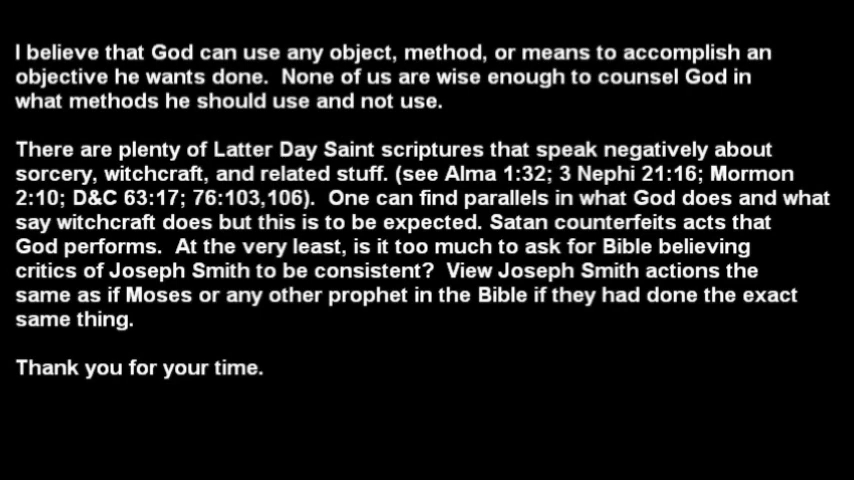 I believe that God can use any object, method, or means to accomplish an
objective he wants done.  None of us are wise enough to counsel God in
what methods he should use and not use.
There are plenty of Latter Day Saint scriptures that speak negatively about
sorcery, witchcraft, and related stuff. (see Alma 1:32; 3 Nephi 21:16; Mormon
2:10; D&C 63:17; 76:103,106).  One can find parallels in what God does and what
say witchcraft does but this is to be expected. Satan counterfeits acts that
God performs.  At the very least, is it too much to ask for Bible believing
critics of Joseph Smith to be consistent?  View Joseph Smith actions the
same as if Moses or any other prophet in the Bible if they had done the exact
same thing.
Thank you for your time.